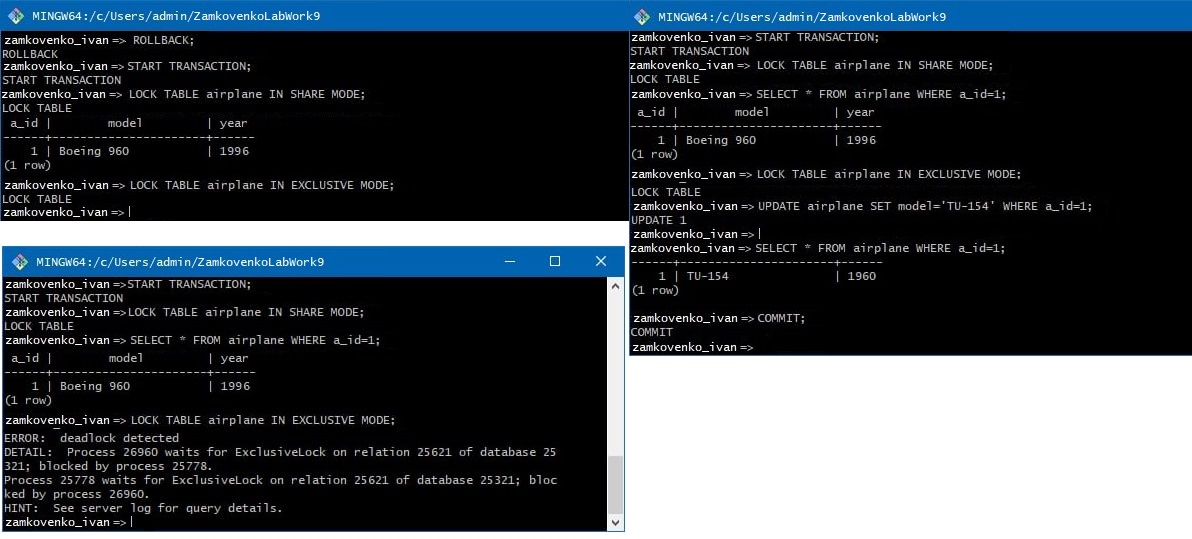 MINGW64:/c/Users/admin/ZamkovenkoLabWork9
zamkovenko_ivan=> ROLLBACK;
ROLLBACK
zamkovenko_ivan=>START TRANSACTION;
START TRANSACTION
zamkovenko_ivan=> LOCK TABLE airplane IN SHARE MODE;
LOCK TABLE
a_id | model | year
------+-----------------------+------
1 | Boeing 960 | 1996
(1 row)
zamkovenko_ivan=> LOCK TABLE airplane IN EXCLUSIVE MODE;
LOCK TABLE
zamkovenko_ivan=>
MINGW64:/c/Users/admin/ZamkovenkoLabWork9
zamkovenko_ivan=>START TRANSACTION;
START TRANSACTION
zamkovenko_ivan=>LOCK TABLE airplane IN SHARE MODE;
LOCK TABLE
zamkovenko_ivan=>SELECT * FROM airplane WHERE a_id=1;
a_id | model | year
------+-----------------------+------
1 | Boeing 960 | 1996
(1 row)
zamkovenko_ivan=> LOCK TABLE airplane IN EXCLUSIVE MODE;
ERROR: deadlock detected
DETAIL: Process 26960 waits for ExclusiveLock on relation 25621 of database 25
321; blocked by process 25778.
Process 25778 waits for ExclusiveLock on relation 25621 of database 25321; bloc
ked by process 26960.
HINT: See server log for query details.
zamkovenko_ivan=>
MINGW64:/c/Users/admin/ZamkovenkoLabWork9
zamkovenko_ivan=>START TRANSACTION;
START TRANSACTION
zamkovenko_ivan=> LOCK TABLE airplane IN SHARE MODE;
LOCK TABLE
zamkovenko_ivan=>SELECT * FROM airplane WHERE a_id=1;
a_id | model | year
------+-----------------------+------
1 | Boeing 960 | 1996
(1 row)
zamkovenko_ivan=> LOCK TABLE airplane IN EXCLUSIVE MODE;
LOCK TABLE
zamkovenko_ivan=> UPDATE airplane SET model='TU-154' WHERE a_id=1;
UPDATE 1
zamkovenko_ivan=>
zamkovenko_ivan=>SELECT * FROM airplane WHERE a_id=1;
------+-----------------------+------
1 | TU-154 | 1960
(1 row)
zamkovenko_ivan=> COMMIT;
COMMIT
zamkovenko_ivan=>